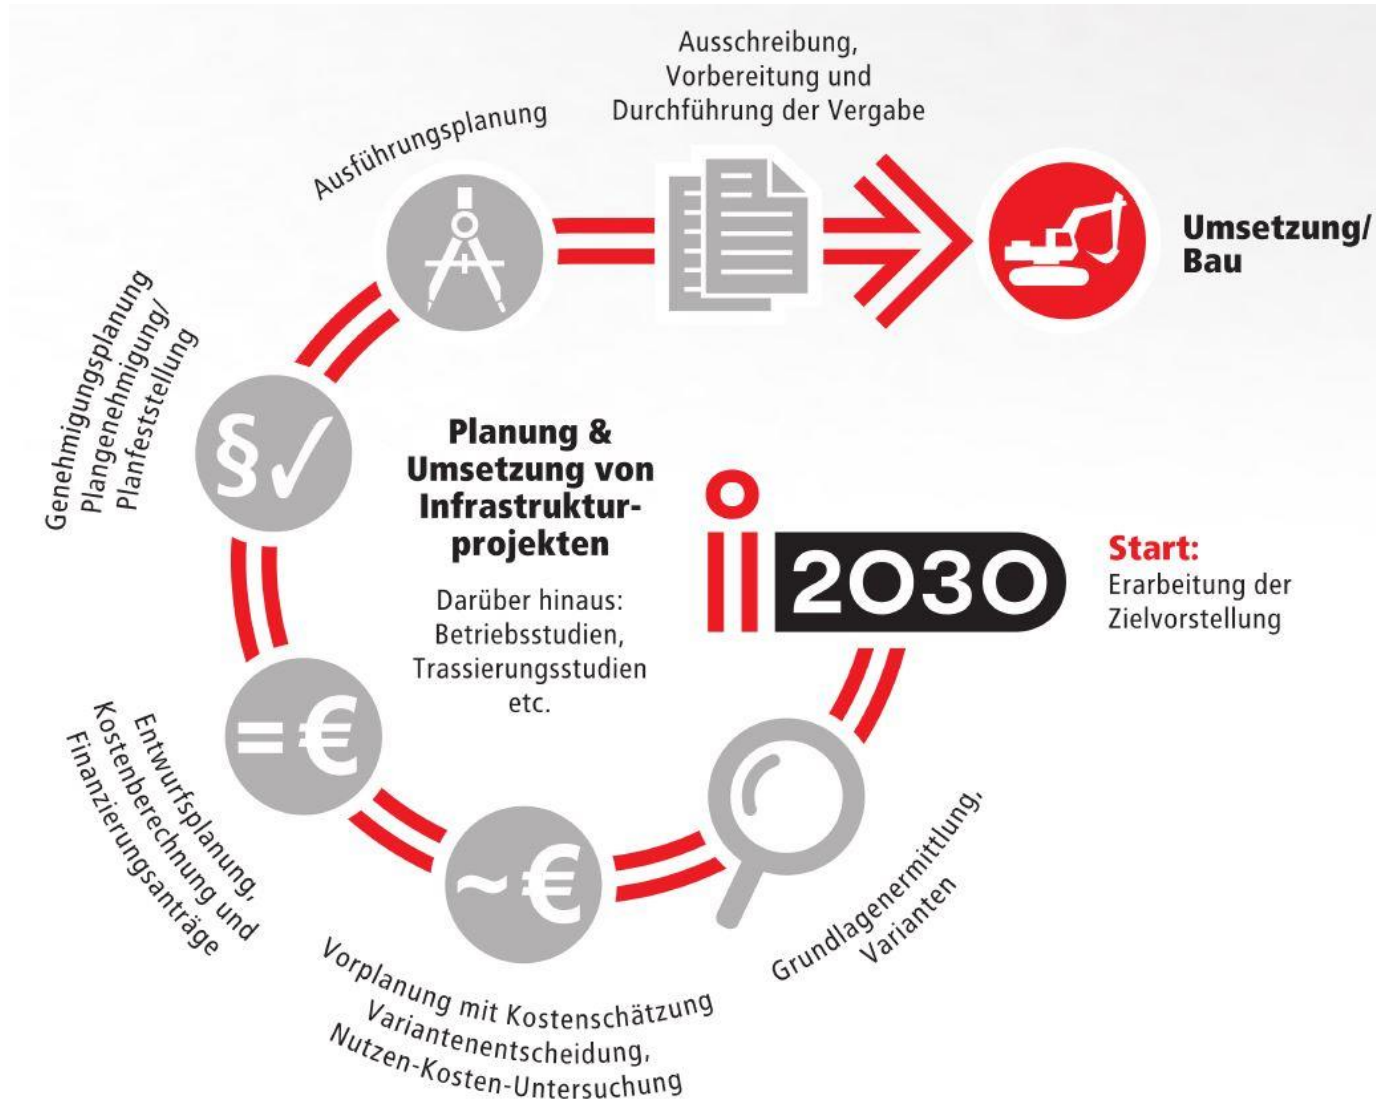 Ausschreibung,
Vorbereitung und
Durchführung der Vergabe
Ausführungsplanung
Umsetzung/
Bau
Genehmigungsplanung
Plangenehmigung/
Planfeststellung
§✓
Planung &
Umsetzung von
Infrastruktur-
projekten
Darüber hinaus:
Betriebsstudien,
Trassierungsstudien
etc.
i2030
Start:
Erarbeitung der
Zielvorstellung
=€
Entwurfsplanung,
Kostenberechnung und
Finanzierungsanträge
~€
Vorplanung mit Kostenschätzung
Variantenentscheidung,
Nutzen-Kosten-Untersuchung
Grundlagenermittlung,
Varianten